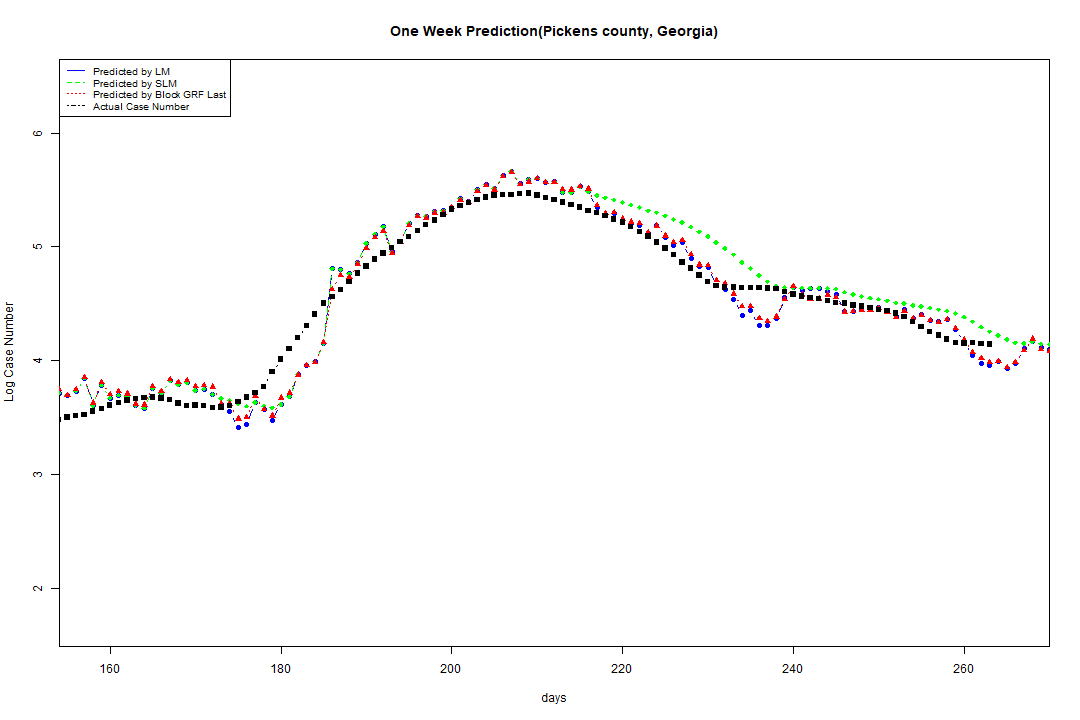 One Week Prediction(Pickens county, Georgia)
Predicted by LM
Predicted by SLM
Predicted by Block GRF Last
Actual Case Number
6
5
4
3
2
Log Case Number
160 180 200 220 240 260
days